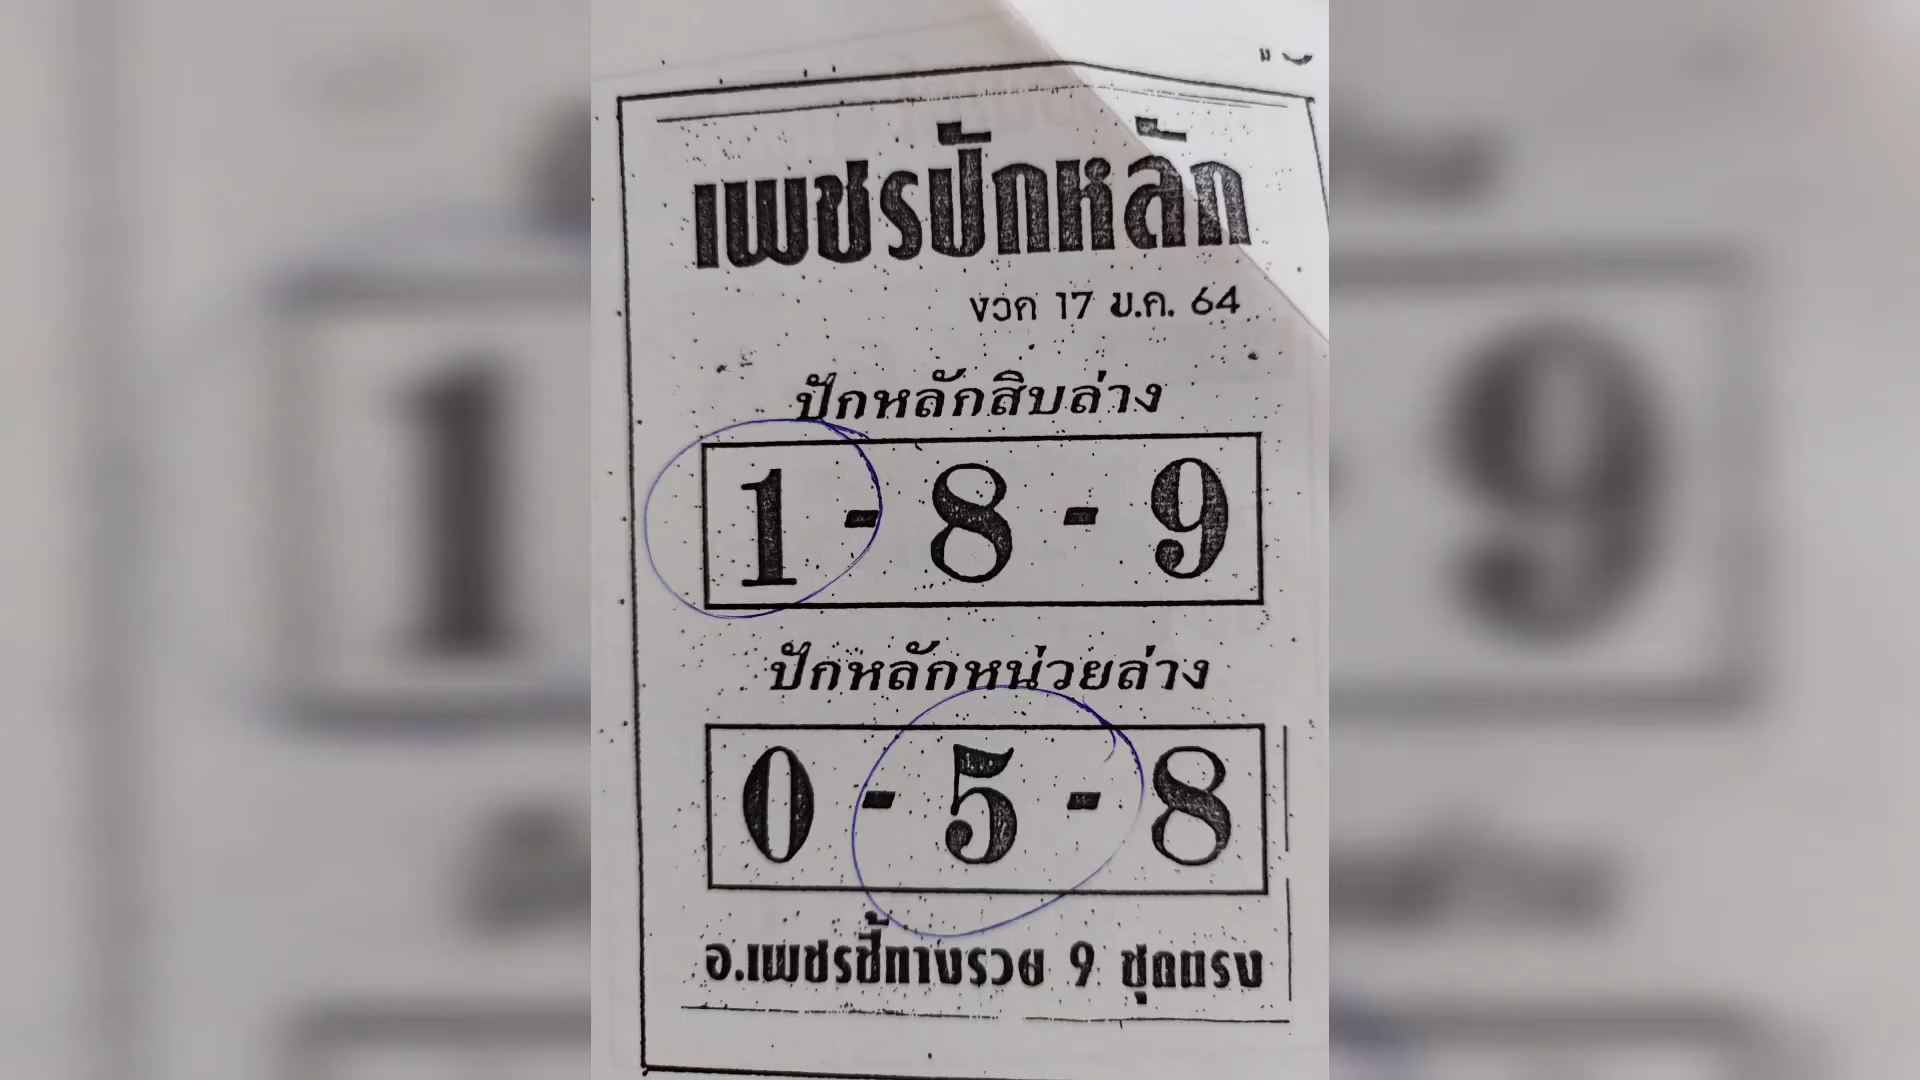 เพชรปักหลัก
งวด 17 ม.ค. 64
ปักหลักสิบล่าง
1 - 8 - 9
ปักหลักหน่วยล่าง
0 - 5 - 8
อ.เพชรชี้ทางรวย 9 ชุดตรง